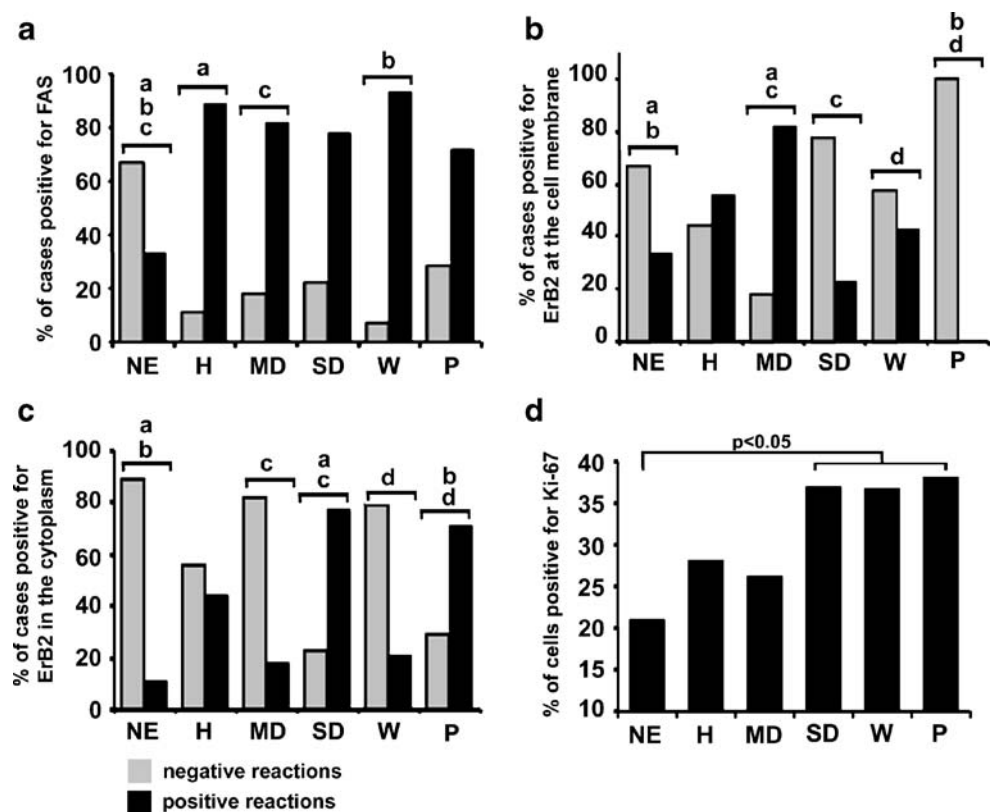 a
% of cases positive for FAS
100
80
60
40
20
0
a
b
c
a
c
b
NE H MD SD W P
b
% of cases positive for
ErB2 at the cell membrane
100
80
60
40
20
0
a
b
a
c
c
d
b
d
NE H MD SD W P
c
% of cases positive for
ErB2 in the cytoplasm
100
80
60
40
20
0
a
b
c
a
c
d
b
d
NE H MD SD W P
negative reactions
positive reactions
d
% of cells positive for Ki-67
40
35
30
25
20
15
10
p<0.05
NE H MD SD W P